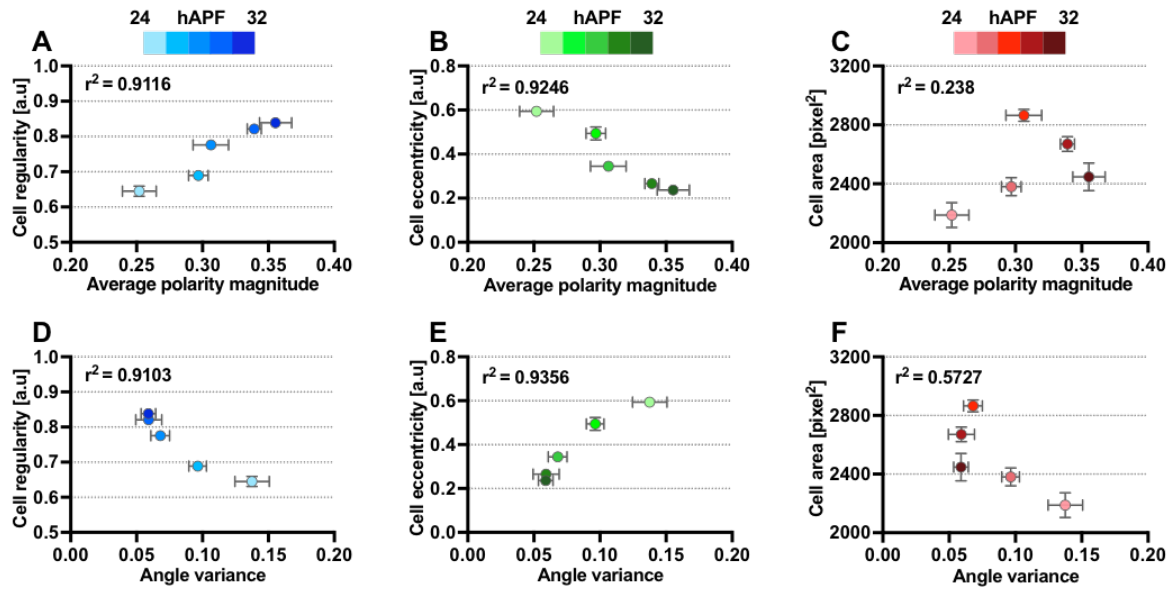 24 hAPF 32
24 hAPF 32
24 hAPF 32
A
r² = 0.9116
Cell regularity [a.u]
1.0
0.9
0.8
0.7
0.6
0.5
0.20 0.25 0.30 0.35 0.40
Average polarity magnitude
B
r² = 0.9246
Cell eccentricity [a.u]
0.8
0.6
0.4
0.2
0.0
0.20 0.25 0.30 0.35 0.40
Average polarity magnitude
C
r² = 0.238
Cell area [pixel²]
3200
2800
2400
2000
0.20 0.25 0.30 0.35 0.40
Average polarity magnitude
D
r² = 0.9103
Cell regularity [a.u]
1.0
0.9
0.8
0.7
0.6
0.5
0.00 0.05 0.10 0.15 0.20
Angle variance
E
r² = 0.9356
Cell eccentricity [a.u]
0.8
0.6
0.4
0.2
0.0
0.00 0.05 0.10 0.15 0.20
Angle variance
F
r² = 0.5727
Cell area [pixel²]
3200
2800
2400
2000
0.00 0.05 0.10 0.15 0.20
Angle variance